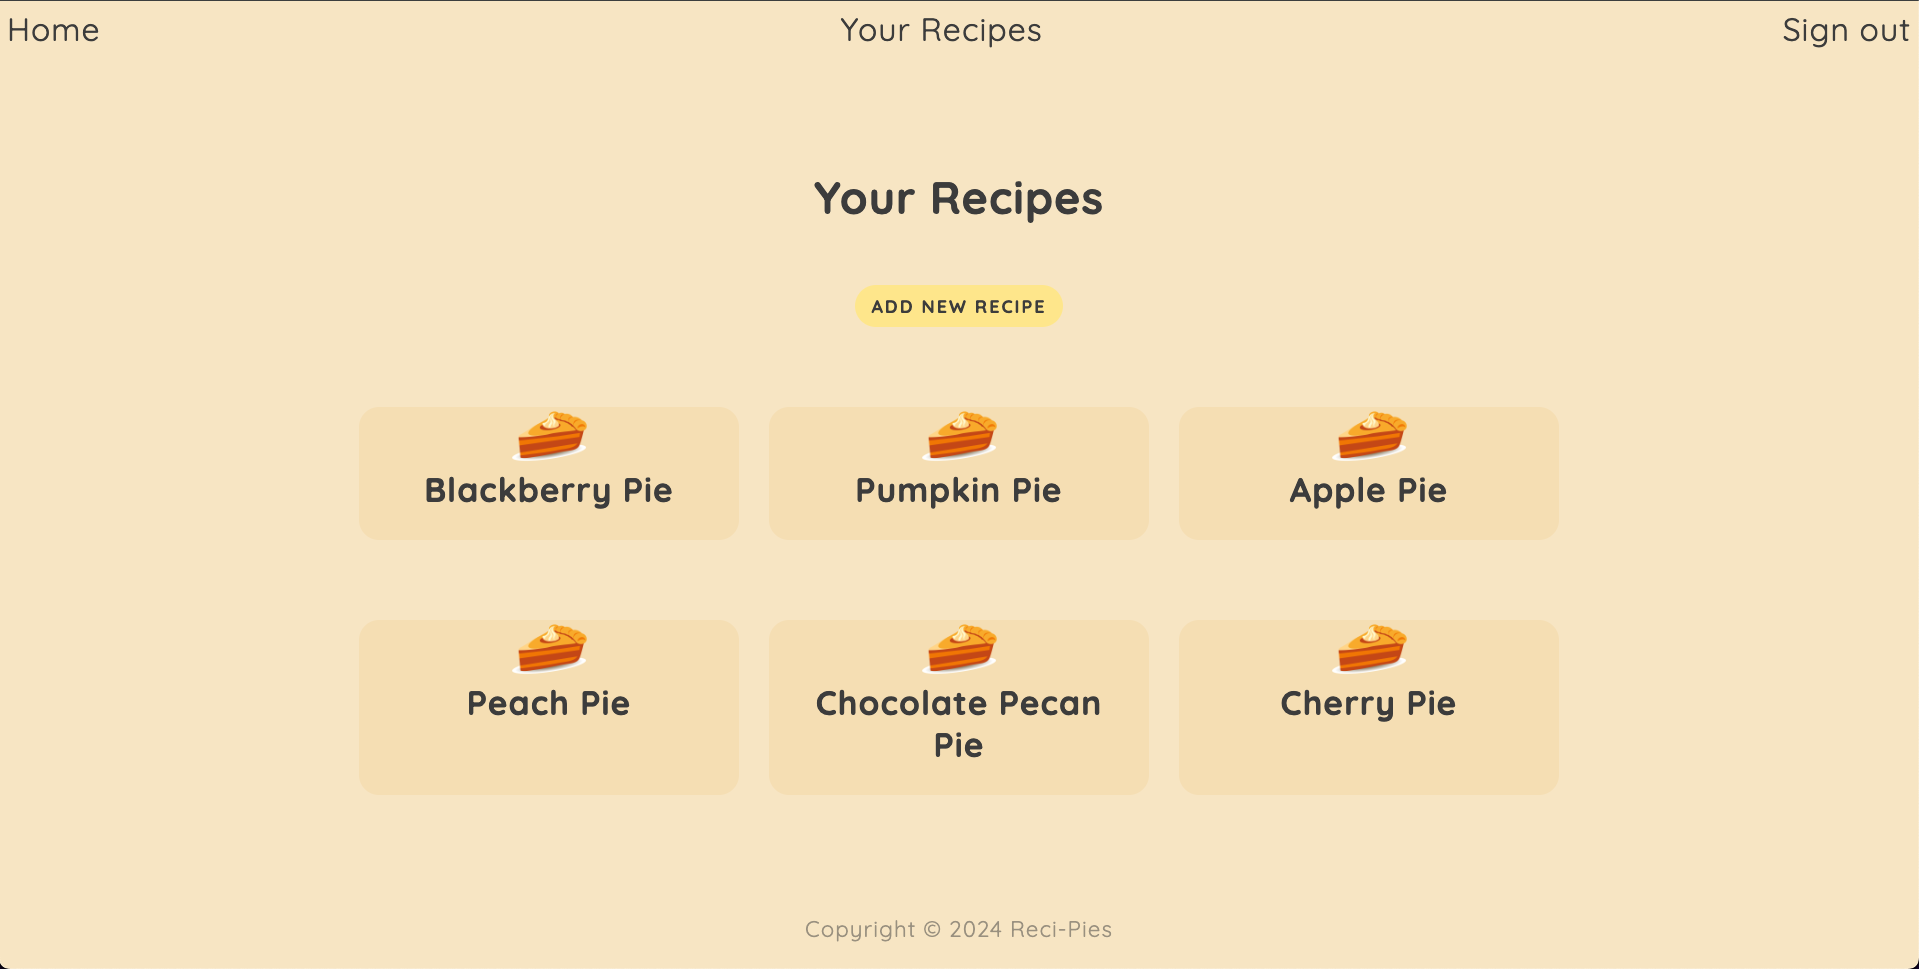 Home
Your Recipes
Sign out
Your Recipes
ADD NEW RECIPE
Blackberry Pie
Pumpkin Pie
Apple Pie
Peach Pie
Chocolate Pecan
Pie
Cherry Pie
Copyright © 2024 Reci-Pies